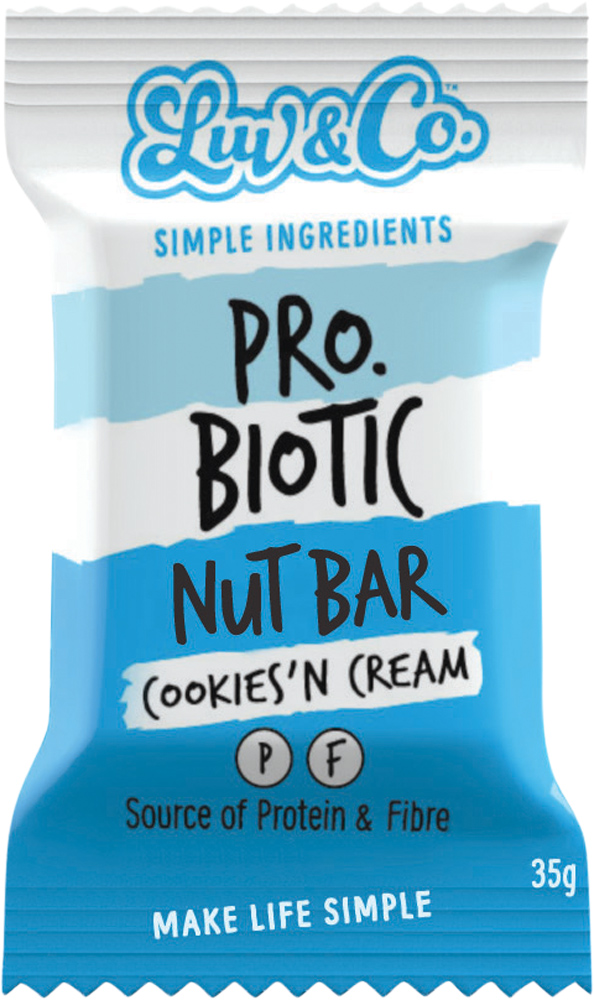 Luv&Co.™
SIMPLE INGREDIENTS
PRO.
BIOTIC
NUT BAR
COOKIES'N CREAM
P F
Source of Protein & Fibre
35g
MAKE LIFE SIMPLE